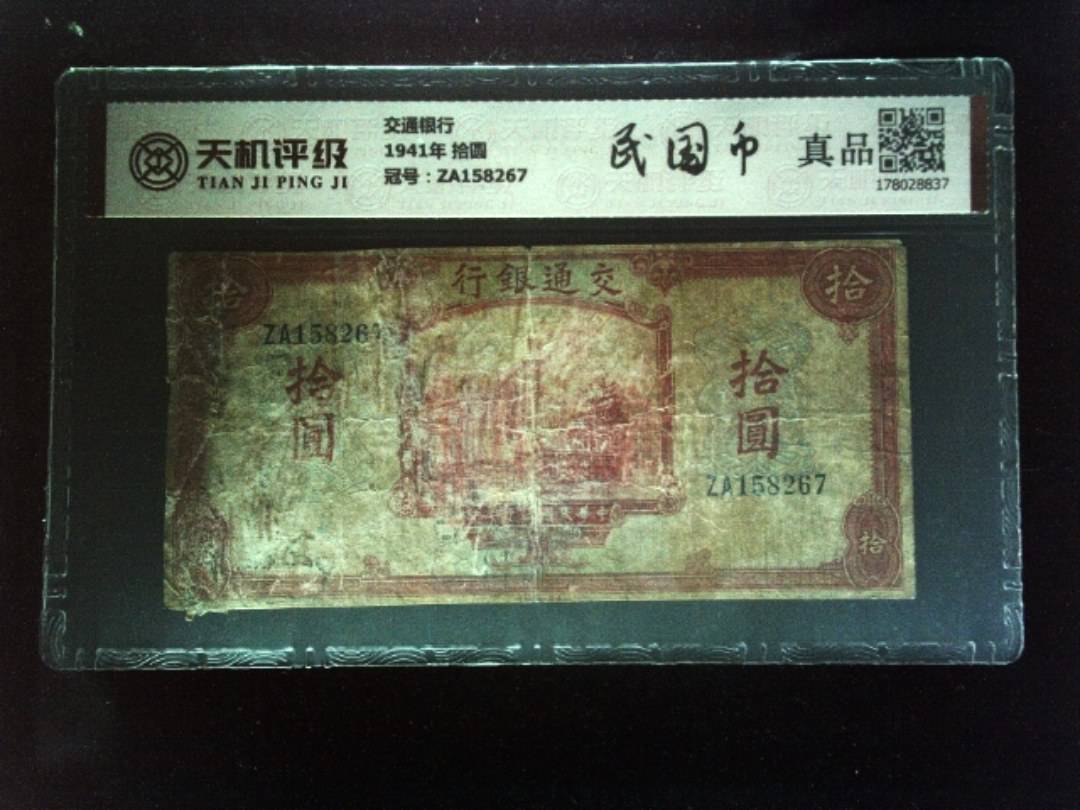 天机评级
TIAN JI PING JI
交通银行
1941年 拾圆
冠号：ZA158267
民国币
真品
178028837
行銀通交
拾
拾
ZA158267
拾圓
拾圓
ZA158267
拾